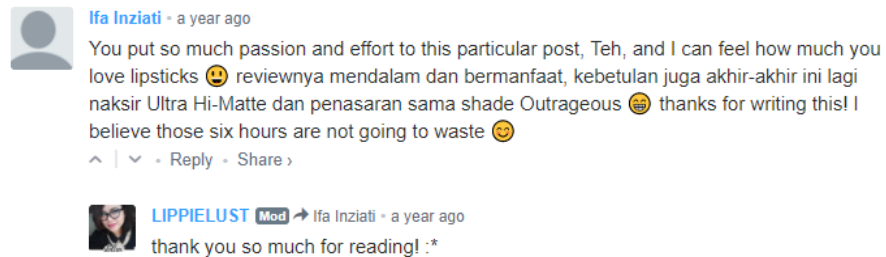 Ifa Inziati • a year ago
You put so much passion and effort to this particular post, Teh, and I can feel how much you
love lipsticks 😃 reviewnya mendalam dan bermanfaat, kebetulan juga akhir-akhir ini lagi
naksir Ultra Hi-Matte dan penasaran sama shade Outrageous 😁 thanks for writing this! I
believe those six hours are not going to waste 😊
Reply • Share ›
LIPPIELUST Mod Ifa Inziati • a year ago
thank you so much for reading! :*